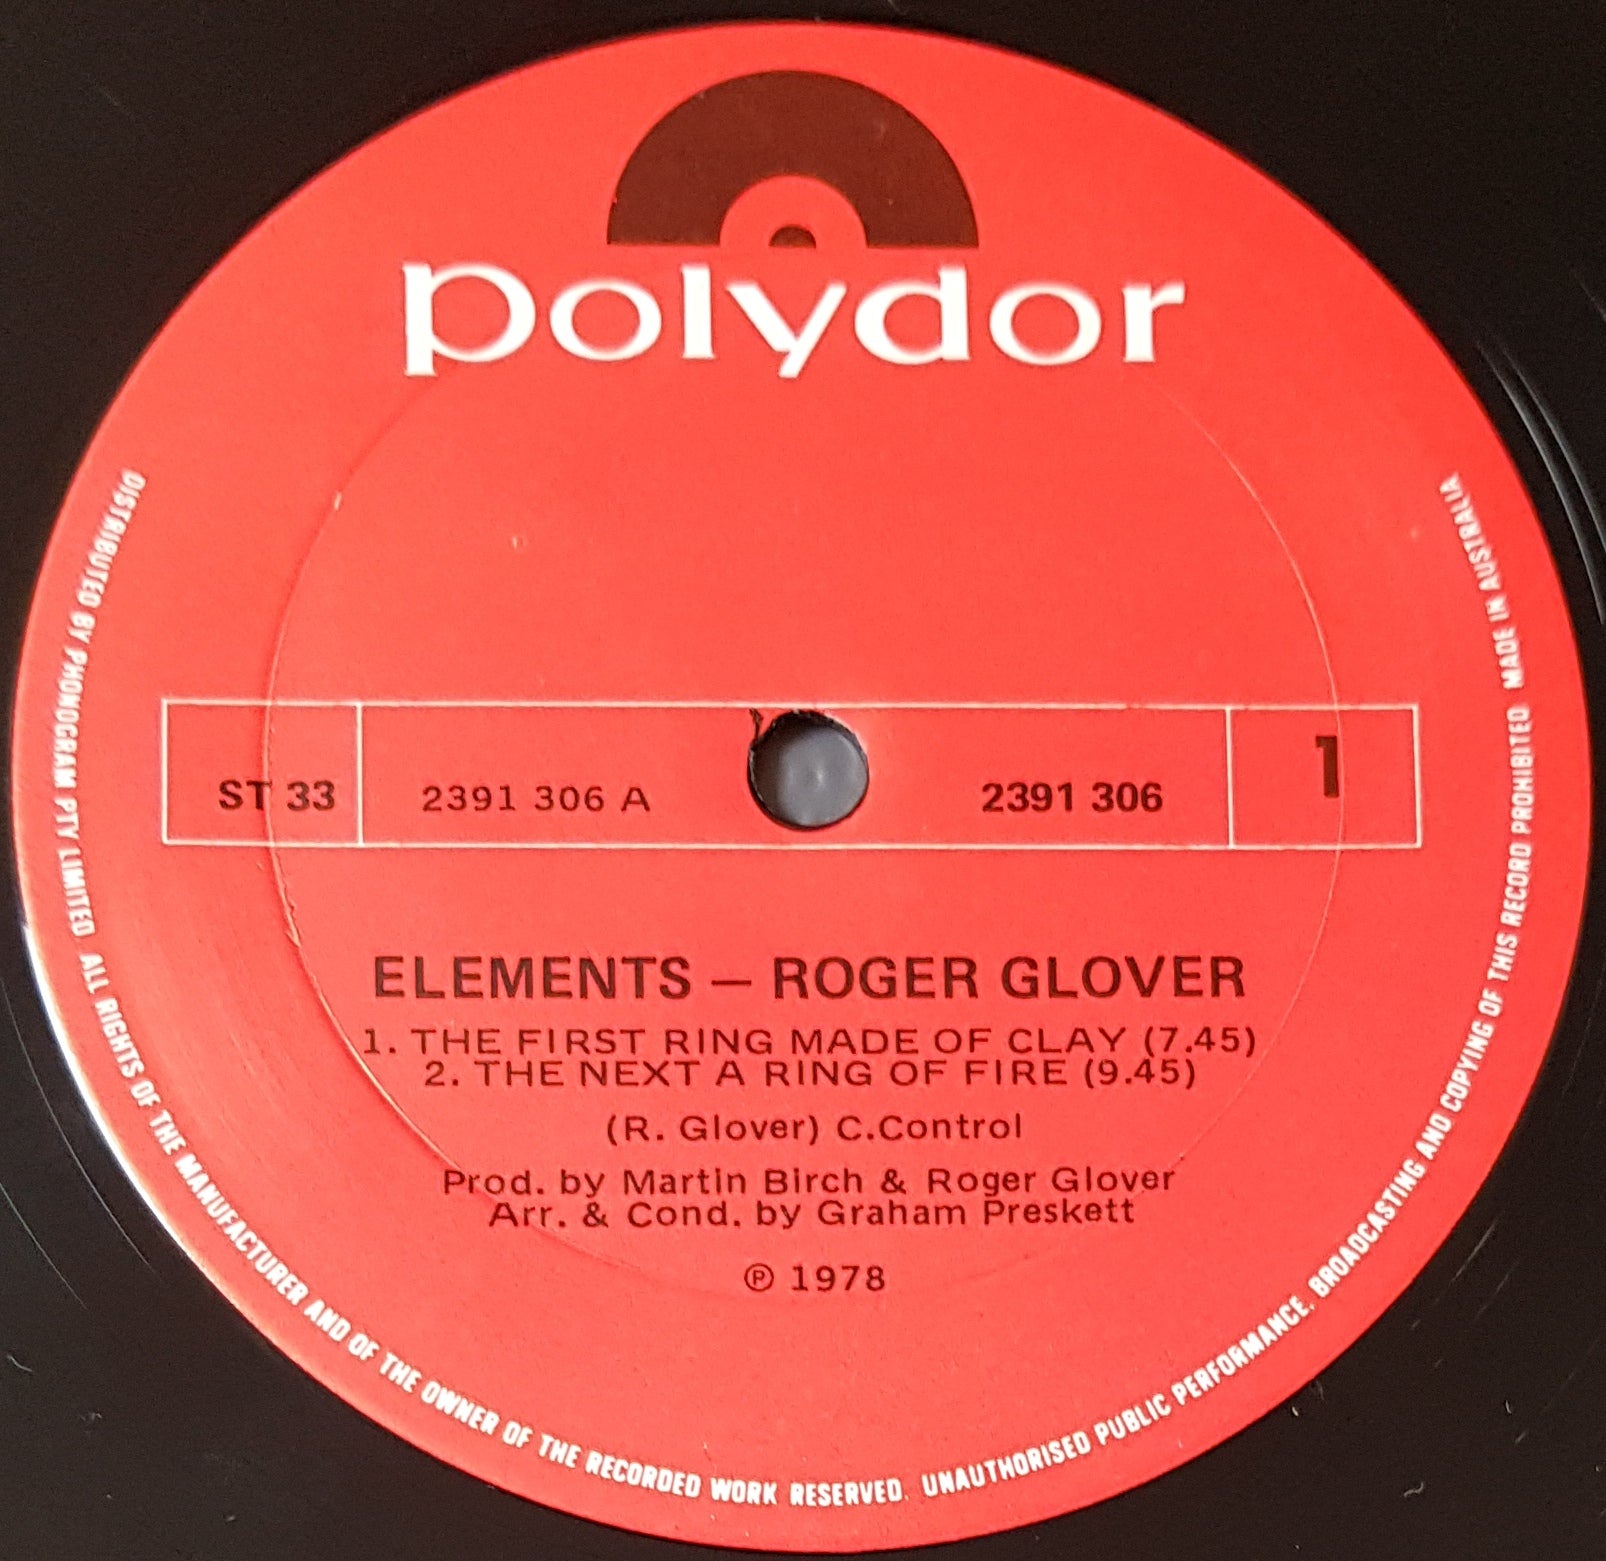 polydor
ST 33 2391 306 A 2391 306 1
ELEMENTS – ROGER GLOVER
1. THE FIRST RING MADE OF CLAY (7.45)
2. THE NEXT A RING OF FIRE (9.45)
(R. Glover) C.Control
Prod. by Martin Birch & Roger Glover
Arr. & Cond. by Graham Preskett
℗ 1978
DISTRIBUTED BY PHONOGRAM PTY LIMITED ALL RIGHTS OF THE MANUFACTURER AND OF THE OWNER OF THE RECORDED WORK RESERVED. UNAUTHORISED PUBLIC PERFORMANCE, BROADCASTING AND COPYING OF THIS RECORD PROHIBITED MADE IN AUSTRALIA